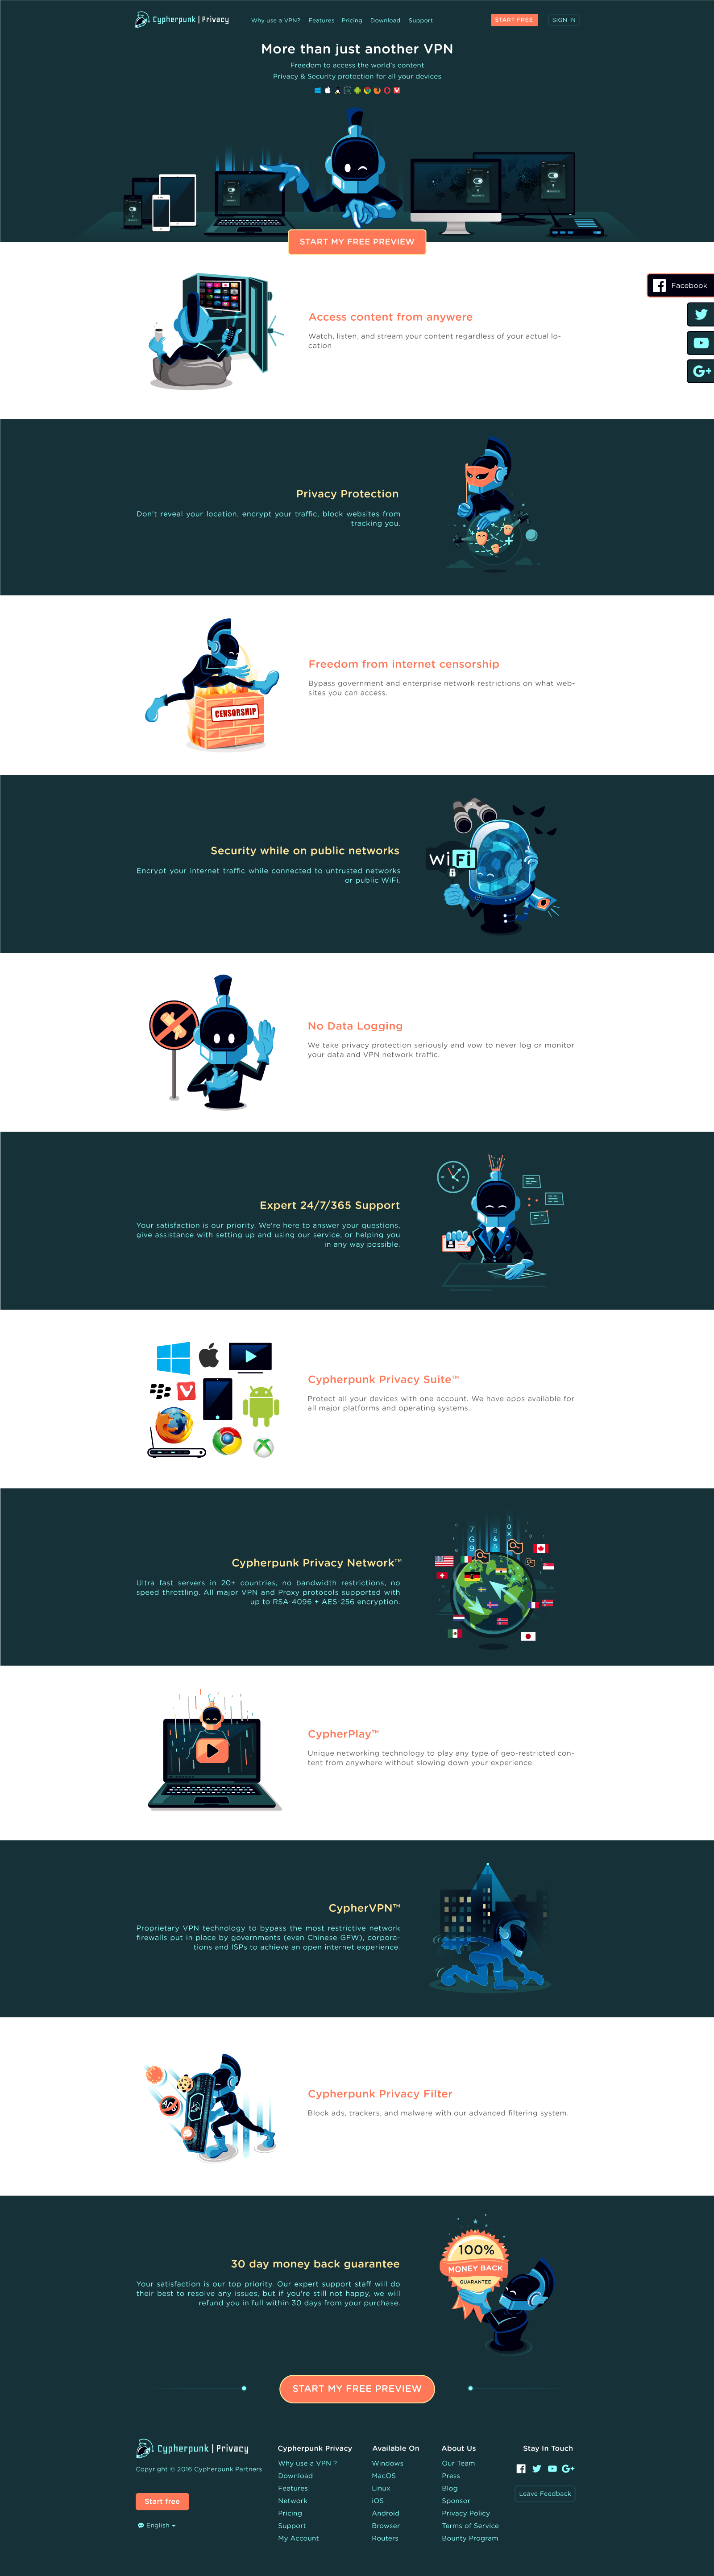 Cypherpunk | Privacy
Why use a VPN? Features Pricing Download Support
START FREE
SIGN IN
More than just another VPN
Freedom to access the world's content
Privacy & Security protection for all your devices
START MY FREE PREVIEW
Facebook
Access content from anywere
Watch, listen, and stream your content regardless of your actual lo-
cation
Privacy Protection
Don't reveal your location, encrypt your traffic, block websites from
tracking you.
CENSORSHIP
Freedom from internet censorship
Bypass government and enterprise network restrictions on what web-
sites you can access.
Security while on public networks
Encrypt your internet traffic while connected to untrusted networks
or public WiFi.
WiFi
No Data Logging
We take privacy protection seriously and vow to never log or monitor
your data and VPN network traffic.
Expert 24/7/365 Support
Your satisfaction is our priority. We're here to answer your questions,
give assistance with setting up and using our service, or helping you
in any way possible.
Cypherpunk Privacy Suite™
Protect all your devices with one account. We have apps available for
all major platforms and operating systems.
Cypherpunk Privacy Network™
Ultra fast servers in 20+ countries, no bandwidth restrictions, no
speed throttling. All major VPN and Proxy protocols supported with
up to RSA-4096 + AES-256 encryption.
CypherPlay™
Unique networking technology to play any type of geo-restricted con-
tent from anywhere without slowing down your experience.
CypherVPN™
Proprietary VPN technology to bypass the most restrictive network
firewalls put in place by governments (even Chinese GFW), corpora-
tions and ISPs to achieve an open internet experience.
ADS
Cypherpunk Privacy Filter
Block ads, trackers, and malware with our advanced filtering system.
30 day money back guarantee
Your satisfaction is our top priority. Our expert support staff will do
their best to resolve any issues, but if you're still not happy, we will
refund you in full within 30 days from your purchase.
100%
MONEY BACK
GUARANTEE
START MY FREE PREVIEW
Cypherpunk | Privacy
Copyright © 2016 Cypherpunk Partners
Start free
English
Cypherpunk Privacy
Why use a VPN ?
Download
Features
Network
Pricing
Support
My Account
Available On
Windows
MacOS
Linux
iOS
Android
Browser
Routers
About Us
Our Team
Press
Blog
Sponsor
Privacy Policy
Terms of Service
Bounty Program
Stay In Touch
Leave Feedback